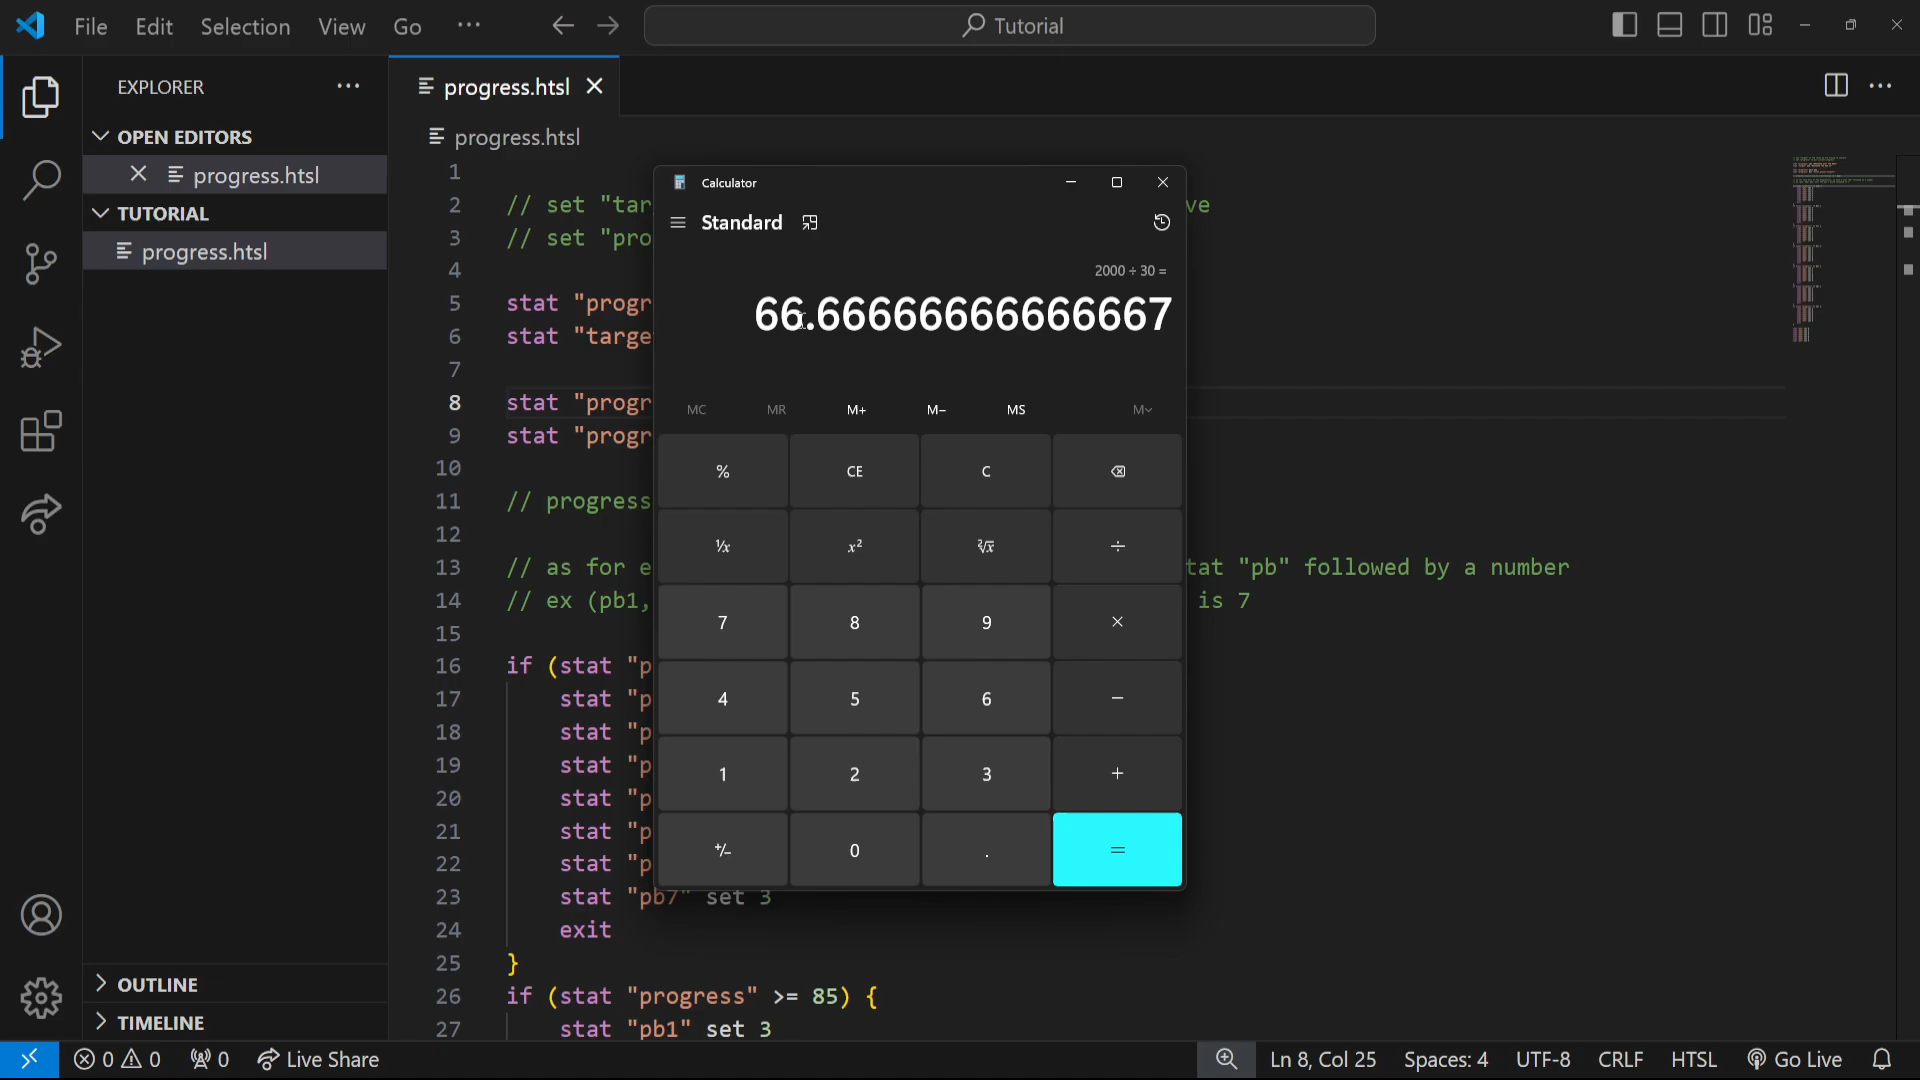 File Edit Selection View Go ···
Tutorial
EXPLORER
OPEN EDITORS
progress.htsl
TUTORIAL
progress.htsl
OUTLINE
TIMELINE
progress.htsl
progress.htsl
1
2 // set "tar ve
3 // set "pro
4
5 stat "progr
6 stat "targe
7
8 stat "progr
9 stat "progr
10
11 // progress
12
13 // as for e tat "pb" followed by a number
14 // ex (pb1, is 7
15
16 if (stat "p
17 stat "p
18 stat "p
19 stat "p
20 stat "p
21 stat "p
22 stat "p
23 stat "pb7" set 3
24 exit
25 }
26 if (stat "progress" >= 85) {
27 stat "pb1" set 3
Calculator
Standard
2000 ÷ 30 =
66.66666666666667
MC MR M+ M− MS M˅
% CE C ⌫
¹⁄x x² ²√x ÷
7 8 9 ×
4 5 6 −
1 2 3 +
+/− 0 . =
0 0 0 Live Share Ln 8, Col 25 Spaces: 4 UTF-8 CRLF HTSL Go Live